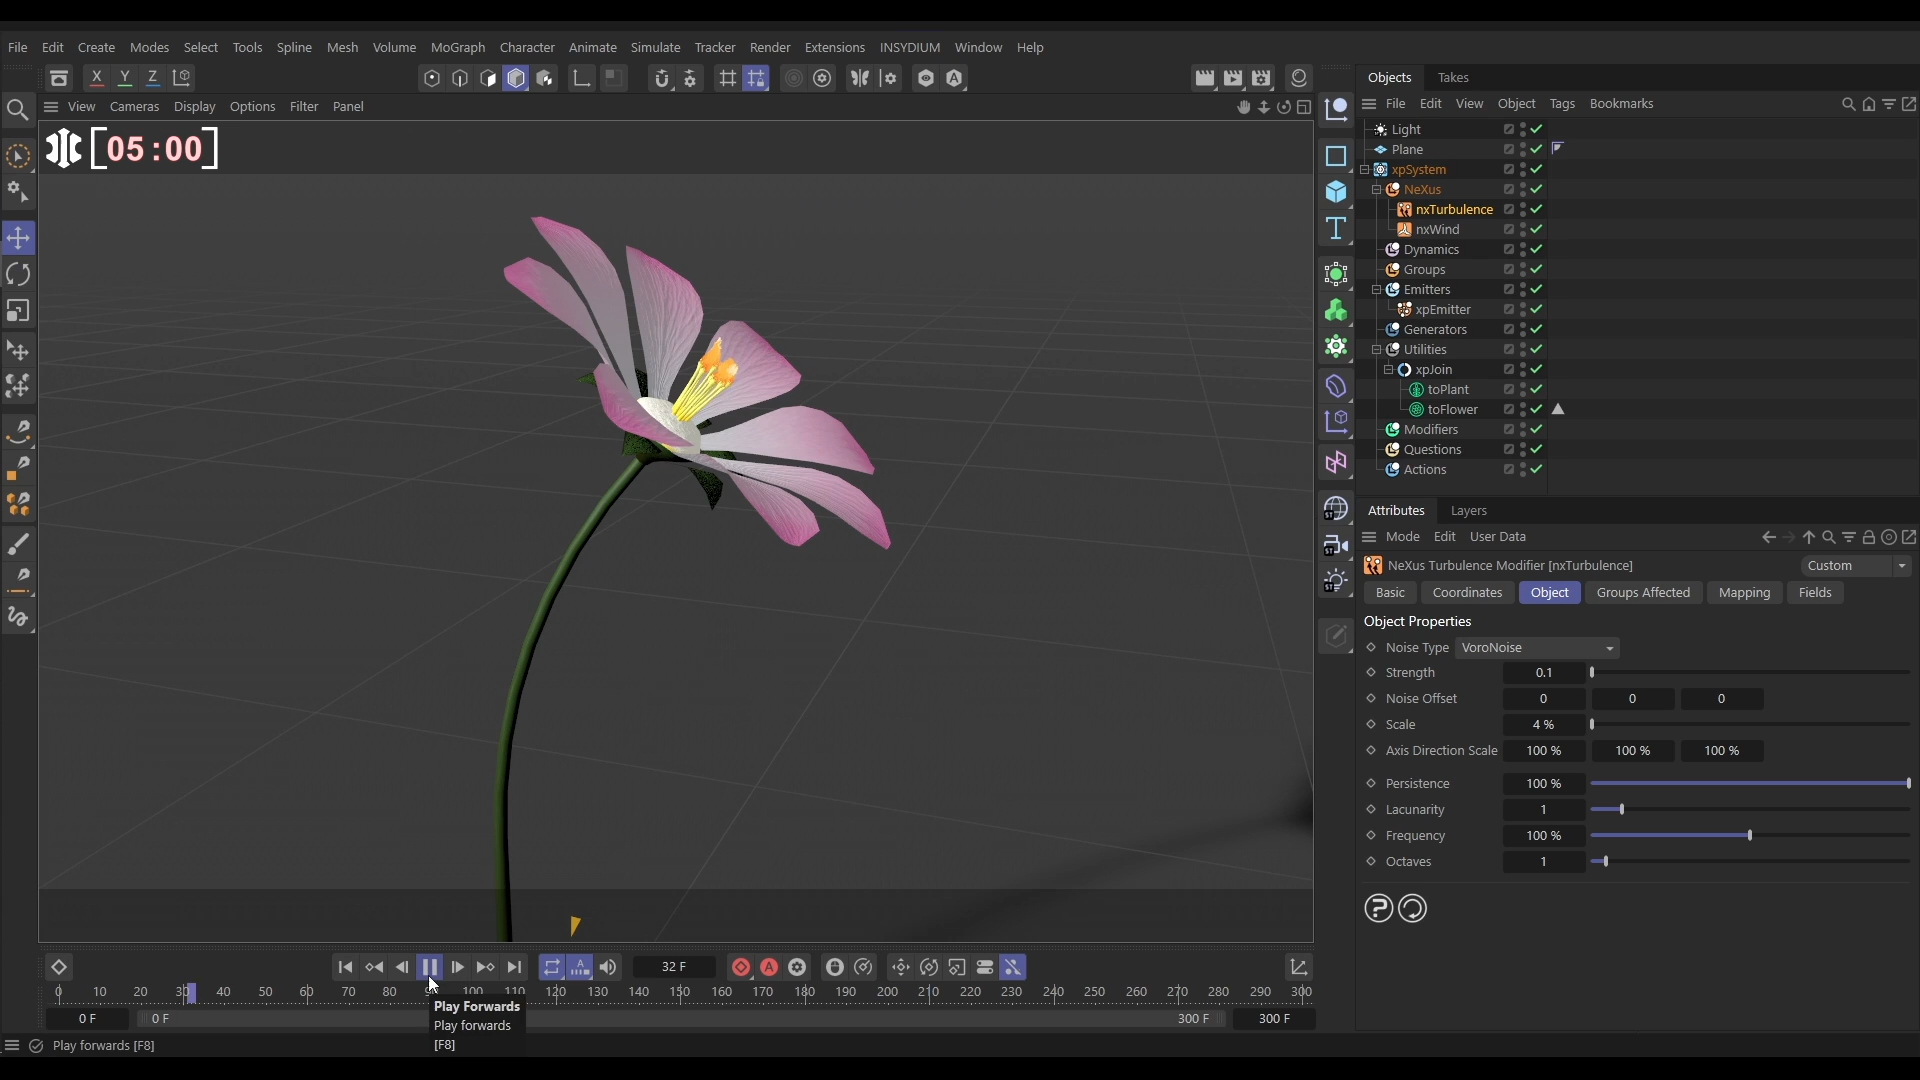 File Edit Create Modes Select Tools Spline Mesh Volume MoGraph Character Animate Simulate Tracker Render Extensions INSYDIUM Window Help
X Y Z
View Cameras Display Options Filter Panel
[05:00]
Objects Takes
File Edit View Object Tags Bookmarks
Light
Plane
xpSystem
NeXus
nxTurbulence
nxWind
Dynamics
Groups
Emitters
xpEmitter
Generators
Utilities
xpJoin
toPlant
toFlower
Modifiers
Questions
Actions
Attributes Layers
Mode Edit User Data
NeXus Turbulence Modifier [nxTurbulence] Custom
Basic Coordinates Object Groups Affected Mapping Fields
Object Properties
Noise Type VoroNoise
Strength 0.1
Noise Offset 0 0 0
Scale 4 %
Axis Direction Scale 100 % 100 % 100 %
Persistence 100 %
Lacunarity 1
Frequency 100 %
Octaves 1
32 F
0 10 20 30 40 50 60 70 80 90 100 110 120 130 140 150 160 170 180 190 200 210 220 230 240 250 260 270 280 290 300
0 F 0 F 300 F 300 F
Play Forwards
Play forwards
[F8]
Play forwards [F8]